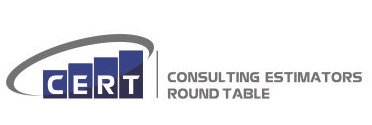 CERT
CONSULTING ESTIMATORS
ROUND TABLE